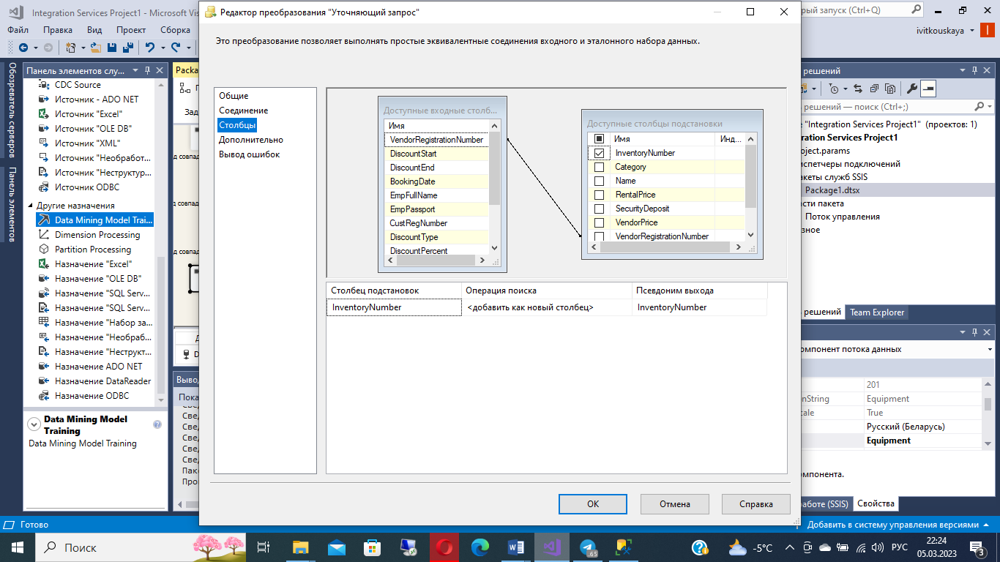 Integration Services Project1 - Microsoft Vis
Редактор преобразования "Уточняющий запрос"
рый запуск (Ctrl+Q)
Файл Правка Вид Проект Сборка
ivitkouskaya
Это преобразование позволяет выполнять простые эквивалентные соединения входного и эталонного набора данных.
Обозреватель серверов
Панель элементов
Панель элементов слу...
CDC Source
Источник - ADO NET
Источник "Excel"
Источник "OLE DB"
Источник "XML"
Источник "Необработ...
Источник "Неструктур...
Источник ODBC
Другие назначения
Data Mining Model Trai...
Dimension Processing
Partition Processing
Назначение "Excel"
Назначение "OLE DB"
Назначение "SQL Serv...
Назначение "SQL Serv...
Назначение "Набор за...
Назначение "Необраб...
Назначение "Неструкт...
Назначение ADO NET
Назначение DataReader
Назначение ODBC
Data Mining Model
Training
Data Mining Model Training
Packa
Зад
д совпад
д совпад
д совпад
Вывод
Пока
Свед
Свед
Свед
Свед
Свед
Свед
Паке
Прог
Общие
Соединение
Столбцы
Дополнительно
Вывод ошибок
Доступные входные столб...
Имя
VendorRegistrationNumber
DiscountStart
DiscountEnd
BookingDate
EmpFullName
EmpPassport
CustRegNumber
DiscountType
DiscountPercent
Доступные столбцы подстановки
Имя Инд...
InventoryNumber
Category
Name
RentalPrice
SecurityDeposit
VendorPrice
VendorRegistrationNumber
Столбец подстановок Операция поиска Псевдоним выхода
InventoryNumber <добавить как новый столбец> InventoryNumber
OK Отмена Справка
решений
решений — поиск (Ctrl+;)
е "Integration Services Project1" (проектов: 1)
gration Services Project1
oject.params
испетчеры подключений
акеты служб SSIS
Package1.dtsx
сти пакета
Поток управления
зное
решений Team Explorer
омпонент потока данных
201
nString Equipment
cale True
Русский (Беларусь)
Equipment
омпонента.
аботе (SSIS) Свойства
Готово
Добавить в систему управления версиями
Поиск
.65
-5°C
РУС
22:24
05.03.2023
3